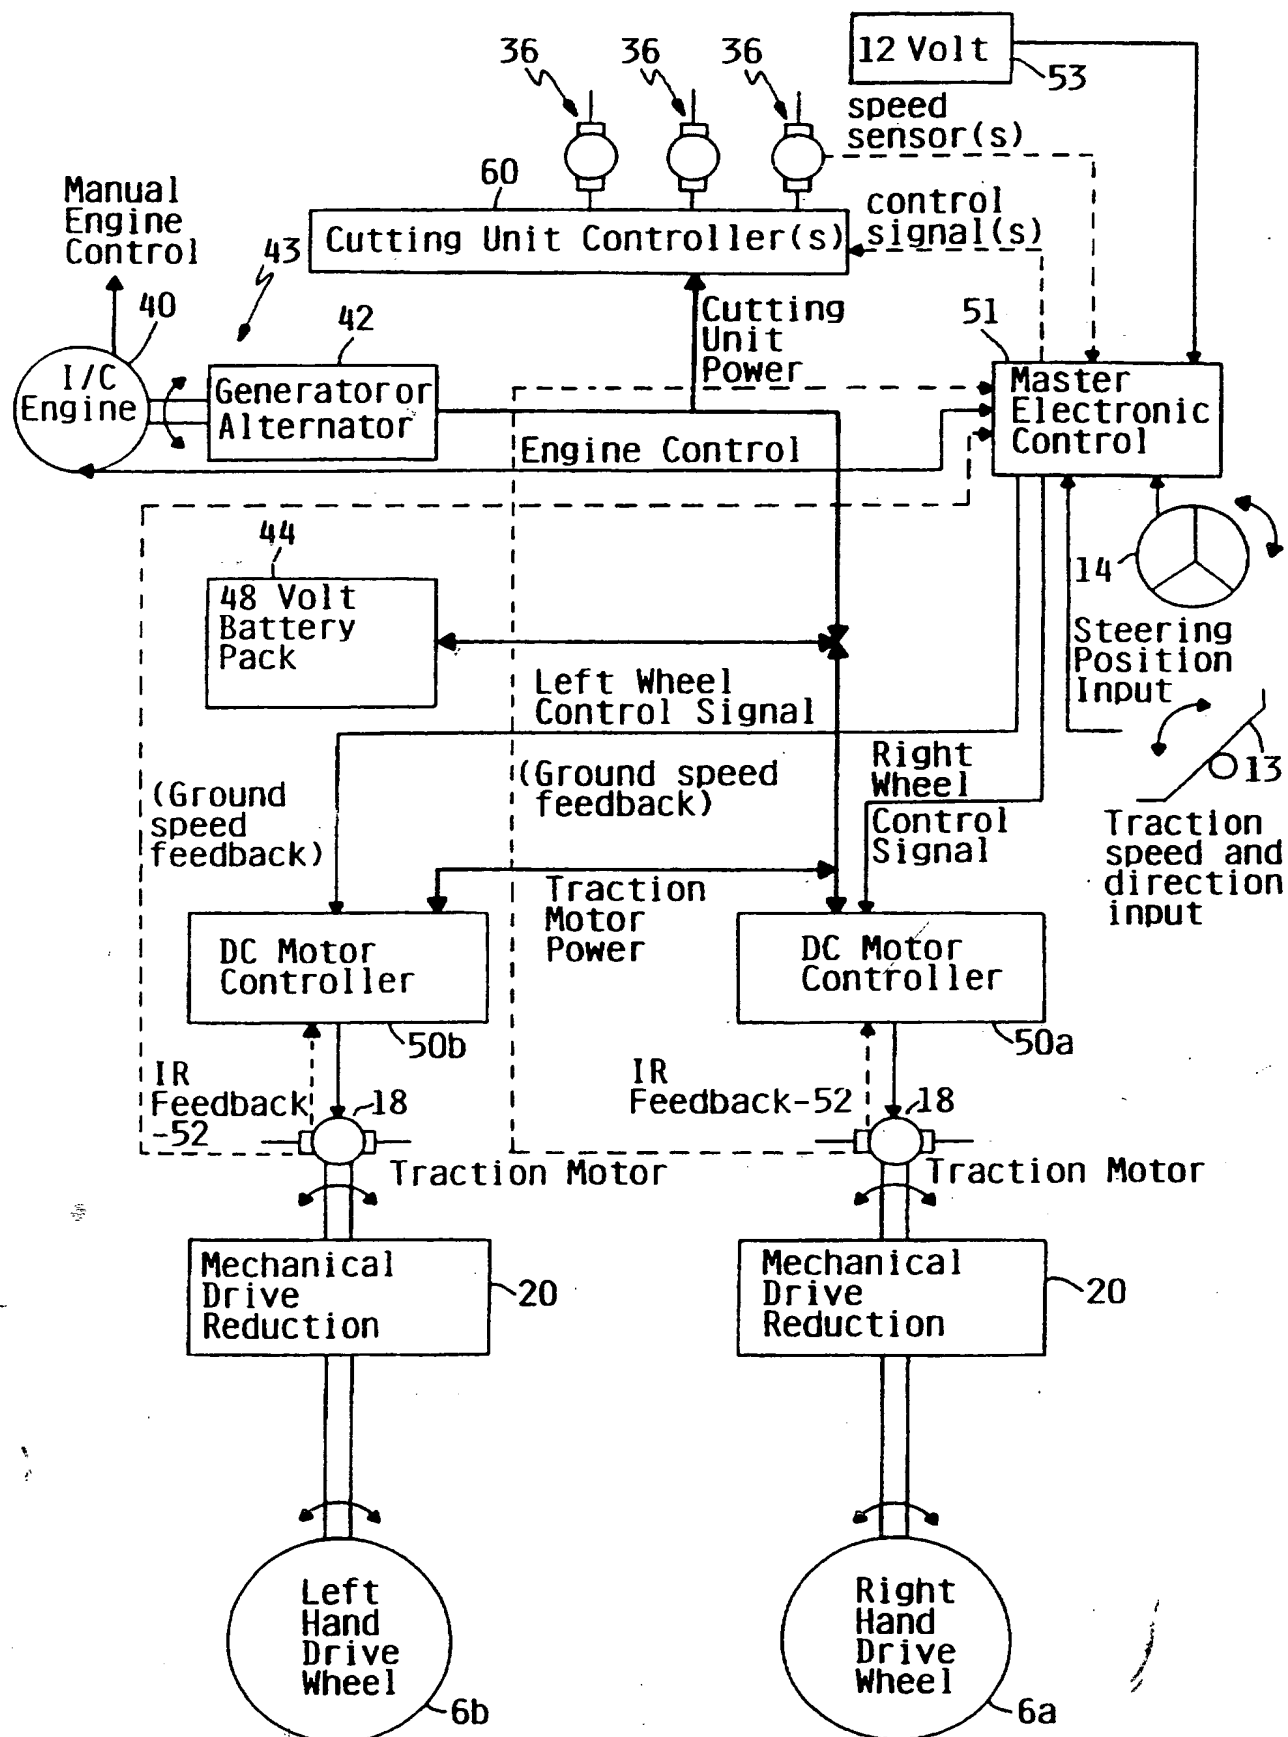 36
36
36
12 Volt
53
speed
sensor(s)
60
Manual
Engine
Control
43
Cutting Unit Controller(s)
control
signal(s)
40
42
Cutting
Unit
Power
51
I/C
Engine
Generatoror
Alternator
Master
Electronic
Control
Engine Control
44
48 Volt
Battery
Pack
14
Steering
Position
Input
Left Wheel
Control Signal
13
(Ground
speed
feedback)
(Ground speed
feedback)
Right
Wheel
Control
Signal
Traction
speed and
direction
input
Traction
Motor
Power
DC Motor
Controller
50b
DC Motor
Controller
50a
IR
Feedback
-52
18
Traction Motor
IR
Feedback-52
18
Traction Motor
Mechanical
Drive
Reduction
20
Mechanical
Drive
Reduction
20
Left
Hand
Drive
Wheel
6b
Right
Hand
Drive
Wheel
6a